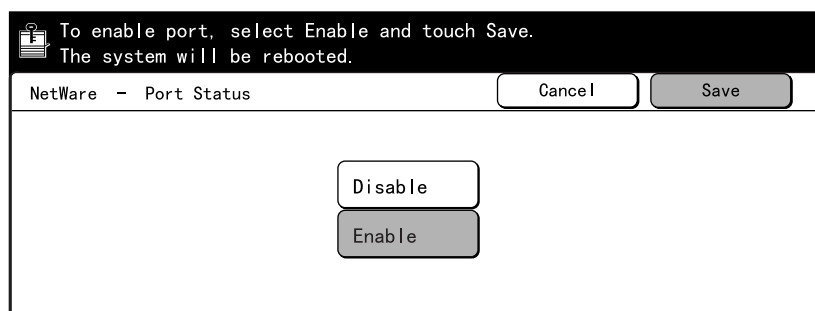 To enable port, select Enable and touch Save.
The system will be rebooted.
NetWare - Port Status
Cancel
Save
Disable
Enable